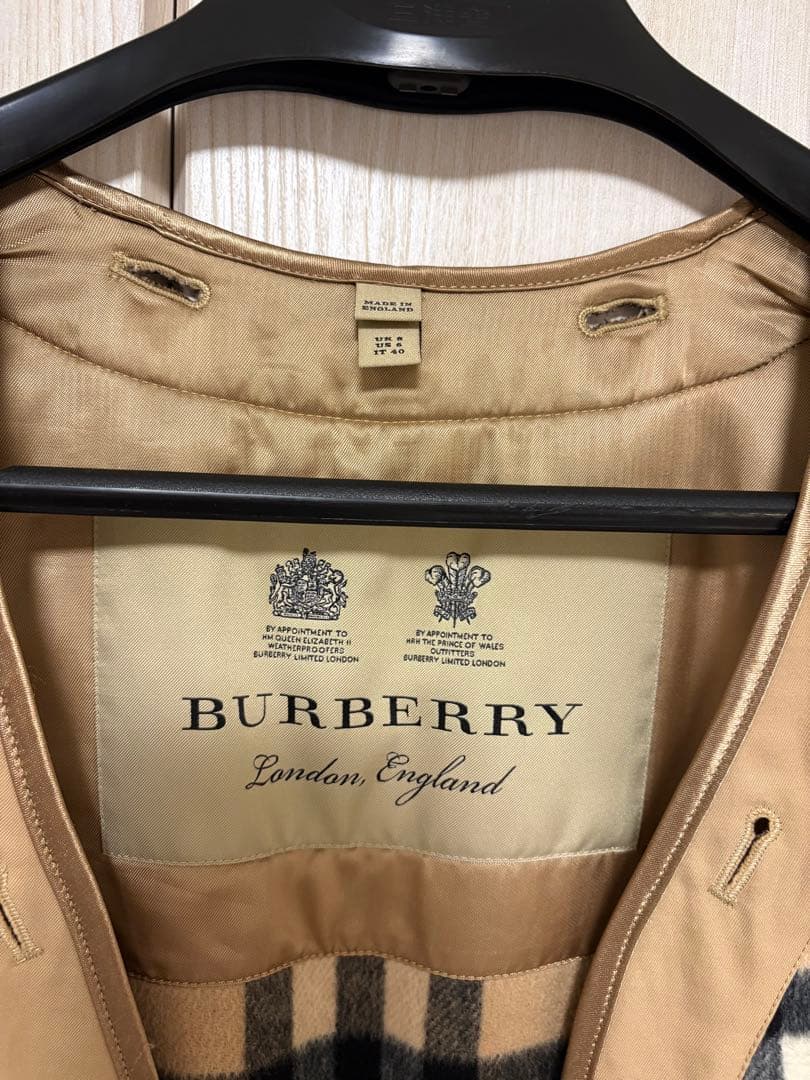 MADE IN
ENGLAND
UK 8
US 6
IT 40
BY APPOINTMENT TO
HM QUEEN ELIZABETH II
WEATHERPROOFERS
BURBERRY LIMITED LONDON
BY APPOINTMENT TO
HRH THE PRINCE OF WALES
OUTFITTERS
BURBERRY LIMITED LONDON
BURBERRY
London, England